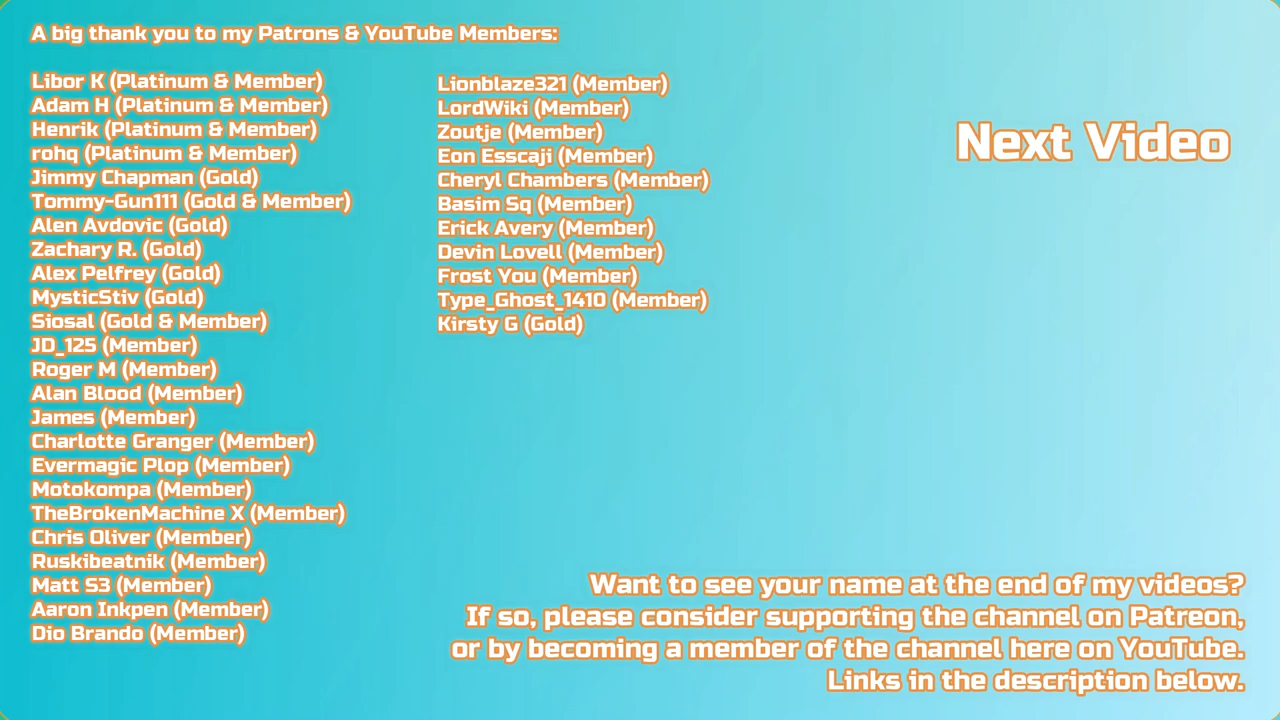 A big thank you to my Patrons & YouTube Members:
Libor K (Platinum & Member)
Adam H (Platinum & Member)
Henrik (Platinum & Member)
rohq (Platinum & Member)
Jimmy Chapman (Gold)
Tommy-Gun111 (Gold & Member)
Alen Avdovic (Gold)
Zachary R. (Gold)
Alex Pelfrey (Gold)
MysticStiv (Gold)
Siosal (Gold & Member)
JD_125 (Member)
Roger M (Member)
Alan Blood (Member)
James (Member)
Charlotte Granger (Member)
Evermagic Plop (Member)
Motokompa (Member)
TheBrokenMachine X (Member)
Chris Oliver (Member)
Ruskibeatnik (Member)
Matt S3 (Member)
Aaron Inkpen (Member)
Dio Brando (Member)
Lionblaze321 (Member)
LordWiki (Member)
Zoutje (Member)
Eon Esscaji (Member)
Cheryl Chambers (Member)
Basim Sq (Member)
Erick Avery (Member)
Devin Lovell (Member)
Frost You (Member)
Type_Ghost_1410 (Member)
Kirsty G (Gold)
Next Video
Want to see your name at the end of my videos?
If so, please consider supporting the channel on Patreon,
or by becoming a member of the channel here on YouTube.
Links in the description below.